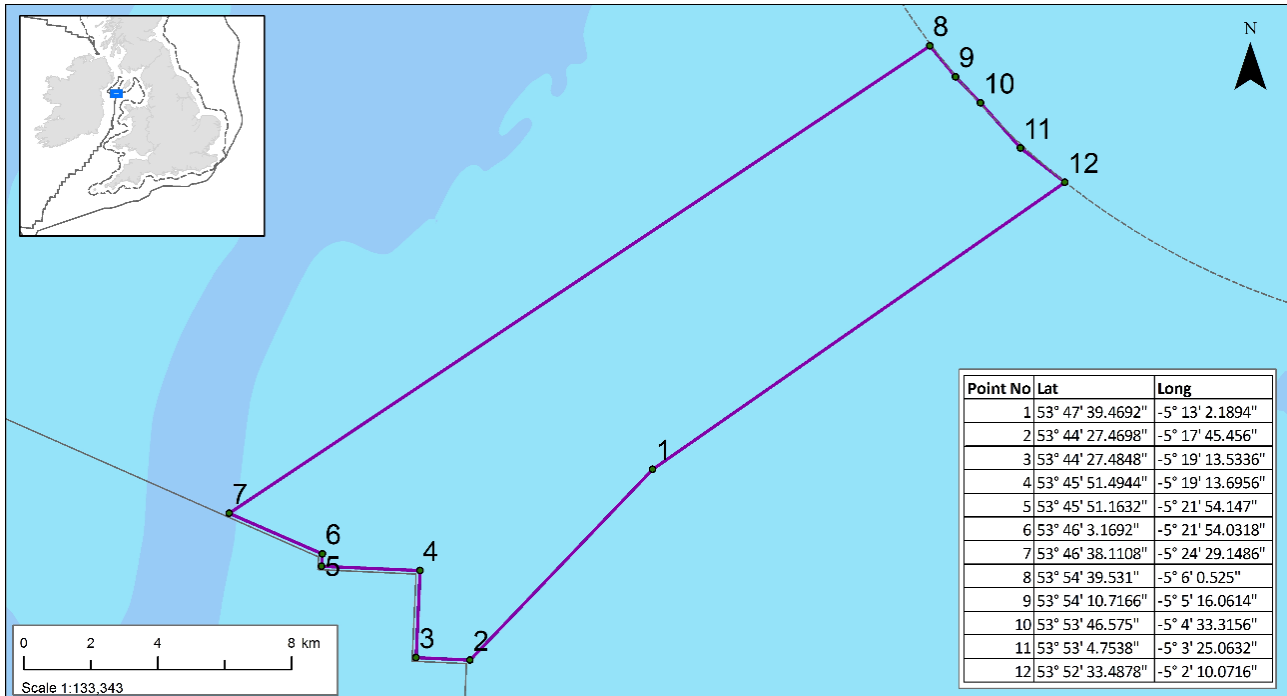 N
8
9
10
11
12
1
7
6
5
4
3
2
0 2 4 8 km
Scale 1:133,343
Point No Lat Long
1 53° 47' 39.4692" -5° 13' 2.1894"
2 53° 44' 27.4698" -5° 17' 45.456"
3 53° 44' 27.4848" -5° 19' 13.5336"
4 53° 45' 51.4944" -5° 19' 13.6956"
5 53° 45' 51.1632" -5° 21' 54.147"
6 53° 46' 3.1692" -5° 21' 54.0318"
7 53° 46' 38.1108" -5° 24' 29.1486"
8 53° 54' 39.531" -5° 6' 0.525"
9 53° 54' 10.7166" -5° 5' 16.0614"
10 53° 53' 46.575" -5° 4' 33.3156"
11 53° 53' 4.7538" -5° 3' 25.0632"
12 53° 52' 33.4878" -5° 2' 10.0716"